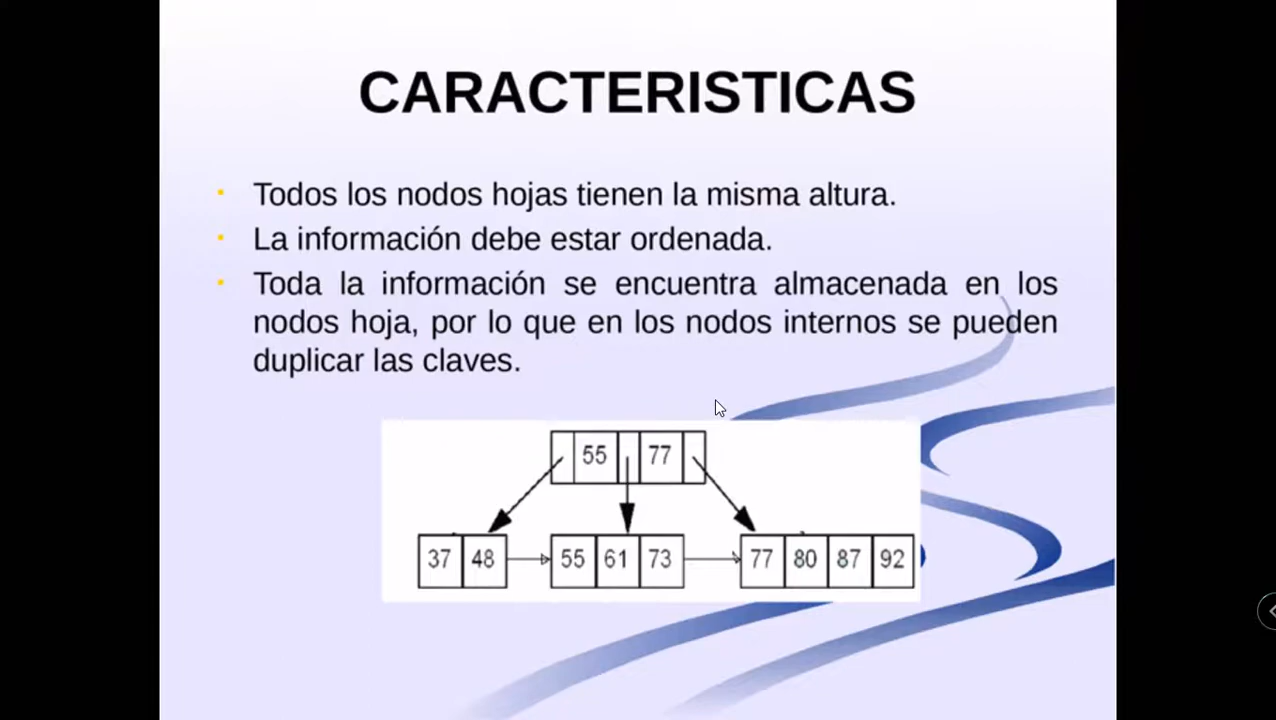 CARACTERISTICAS
Todos los nodos hojas tienen la misma altura.
La información debe estar ordenada.
Toda la información se encuentra almacenada en los
nodos hoja, por lo que en los nodos internos se pueden
duplicar las claves.
55 77
37 48 55 61 73 77 80 87 92